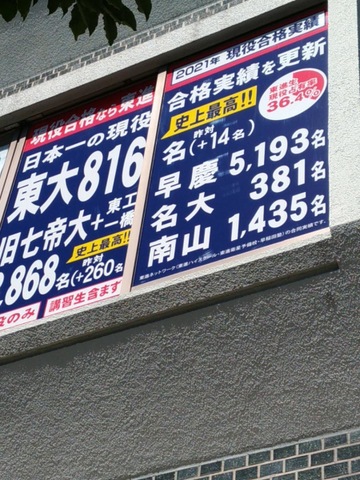 現役合格なら東進
日本一の現役
東大816
名(昨対+14名)
史上最高!!
旧七帝大+東工 一橋
,868名(昨対+260名)
史上最高!!
のみ
講習生含ます
2021年 現役合格実績
合格実績を更新
東進生
現役占有率
36.4%
早慶 5,193名
名大 381名
南山 1,435名